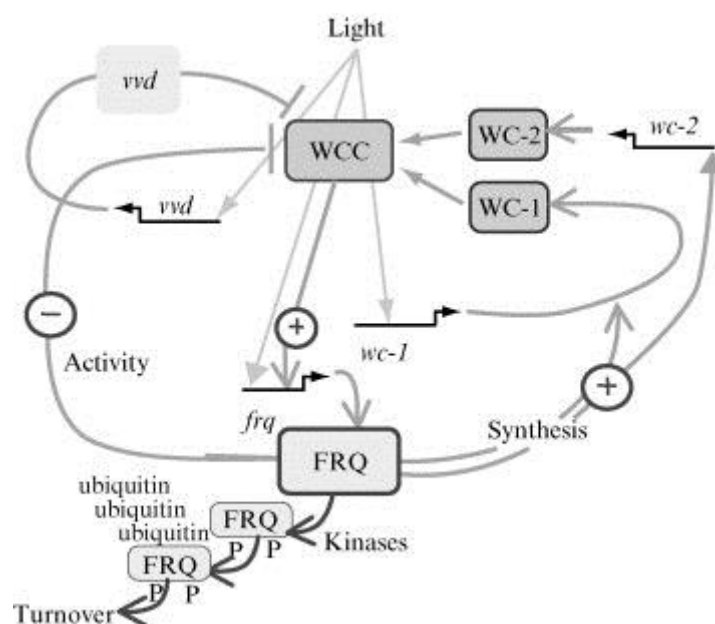 Light
vvd
WCC
WC-2
wc-2
WC-1
vvd
+
−
wc-1
Activity
+
frq
Synthesis
FRQ
ubiquitin
ubiquitin
ubiquitin
FRQ
P P
Kinases
FRQ
P P
Turnover